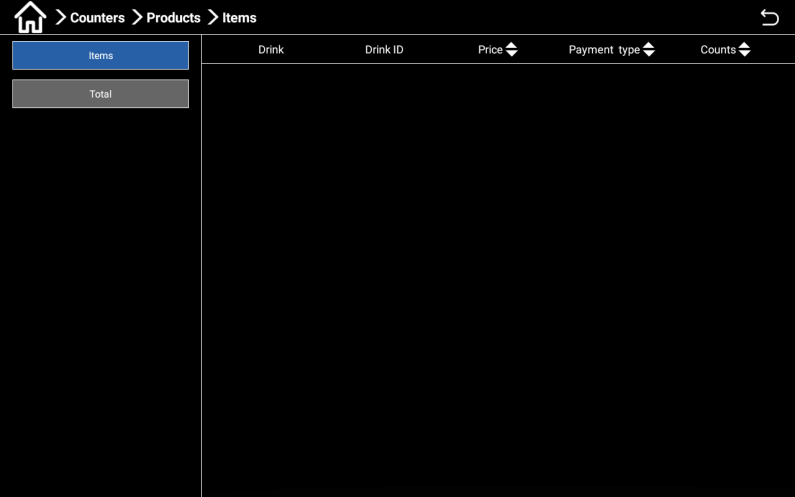 Counters Products Items
Items
Total
Drink Drink ID Price Payment type Counts